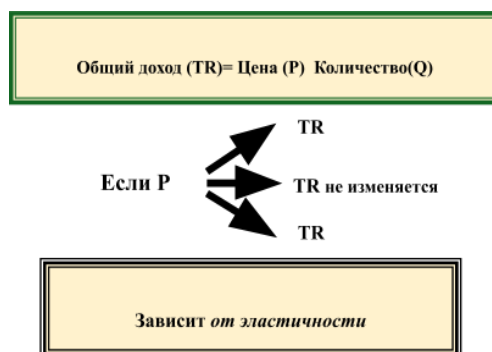 Общий доход (TR)= Цена (P) Количество(Q)
TR
Если P
TR не изменяется
TR
Зависит от эластичности